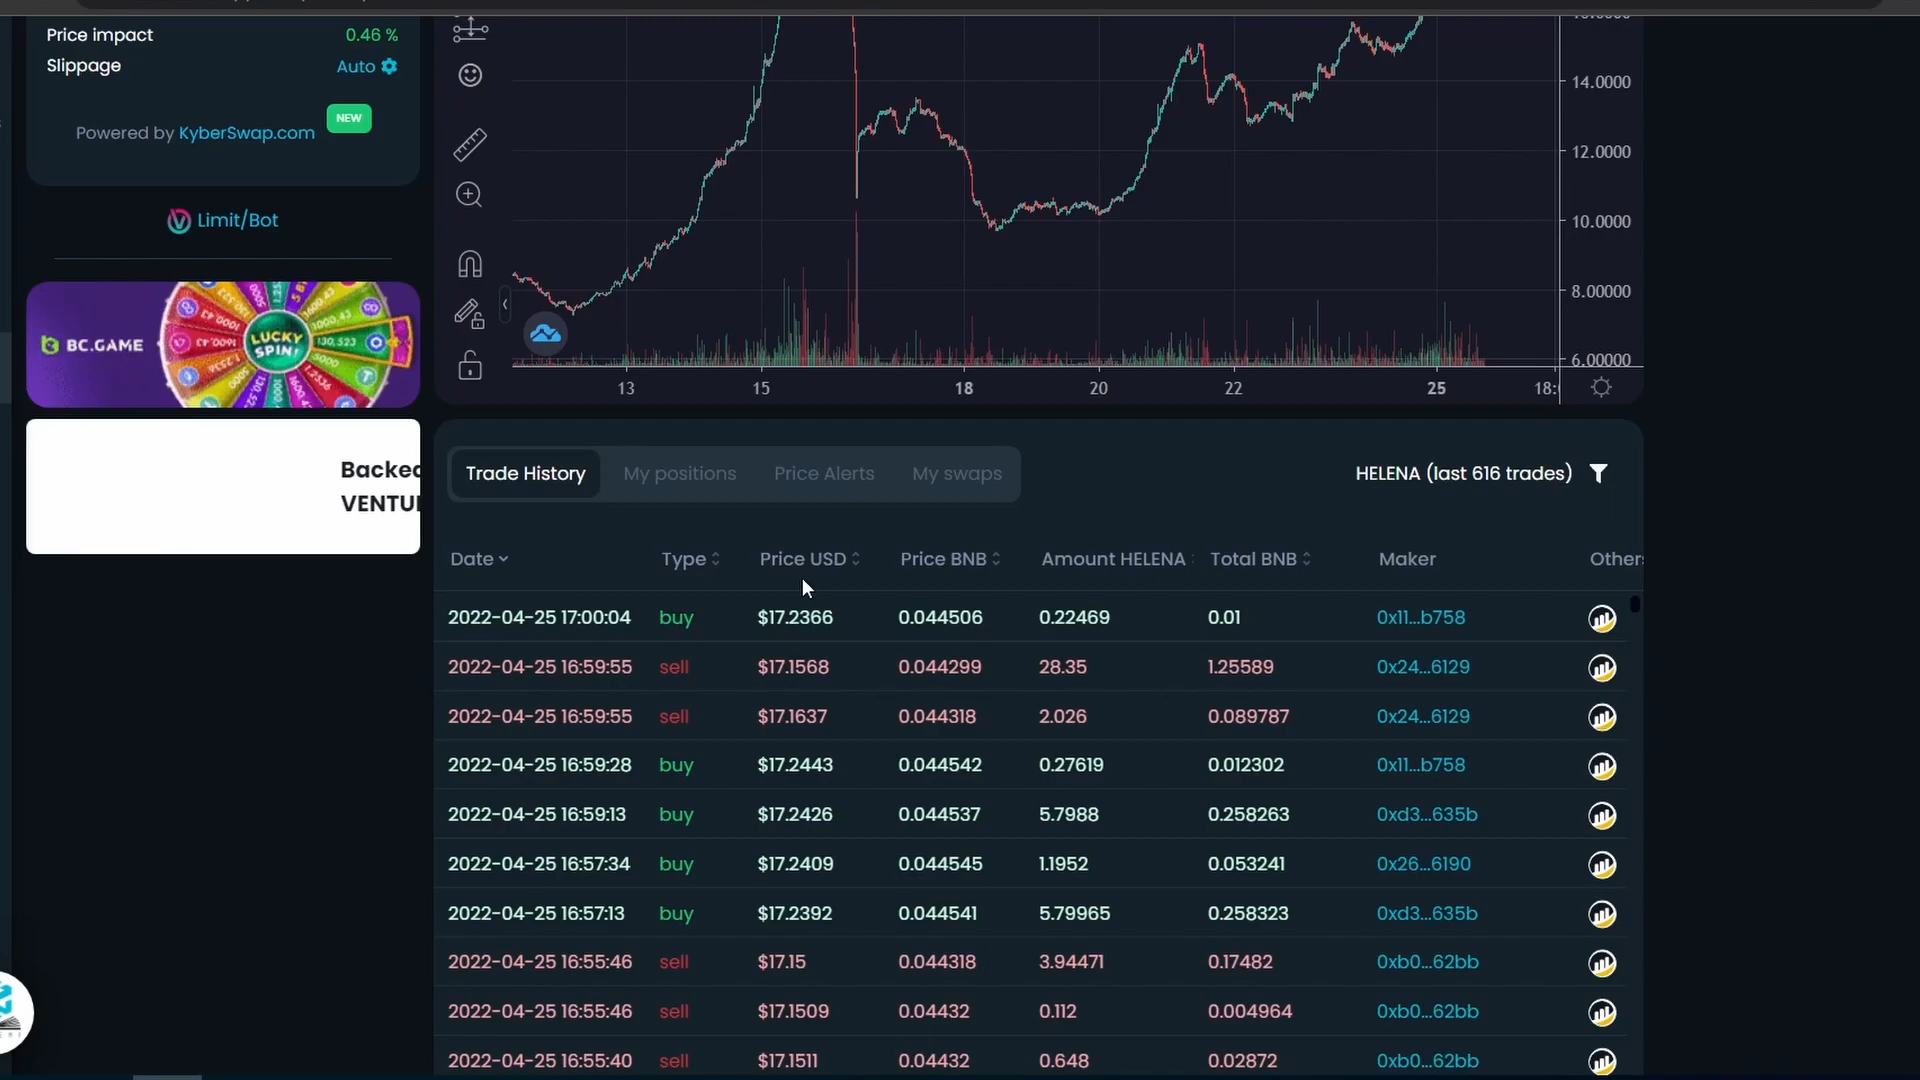 Price impact 0.46 %
Slippage Auto
Powered by KyberSwap.com NEW
Limit/Bot
BC.GAME
LUCKY
SPIN!
Backed
VENTU
14.0000
12.0000
10.0000
8.00000
6.00000
13 15 18 20 22 25 18:
Trade History My positions Price Alerts My swaps HELENA (last 616 trades)
Date Type Price USD Price BNB Amount HELENA Total BNB Maker Others
2022-04-25 17:00:04 buy $17.2366 0.044506 0.22469 0.01 0x11...b758
2022-04-25 16:59:55 sell $17.1568 0.044299 28.35 1.25589 0x24...6129
2022-04-25 16:59:55 sell $17.1637 0.044318 2.026 0.089787 0x24...6129
2022-04-25 16:59:28 buy $17.2443 0.044542 0.27619 0.012302 0x11...b758
2022-04-25 16:59:13 buy $17.2426 0.044537 5.7988 0.258263 0xd3...635b
2022-04-25 16:57:34 buy $17.2409 0.044545 1.1952 0.053241 0x26...6190
2022-04-25 16:57:13 buy $17.2392 0.044541 5.79965 0.258323 0xd3...635b
2022-04-25 16:55:46 sell $17.15 0.044318 3.94471 0.17482 0xb0...62bb
2022-04-25 16:55:46 sell $17.1509 0.04432 0.112 0.004964 0xb0...62bb
2022-04-25 16:55:40 sell $17.1511 0.04432 0.648 0.02872 0xb0...62bb